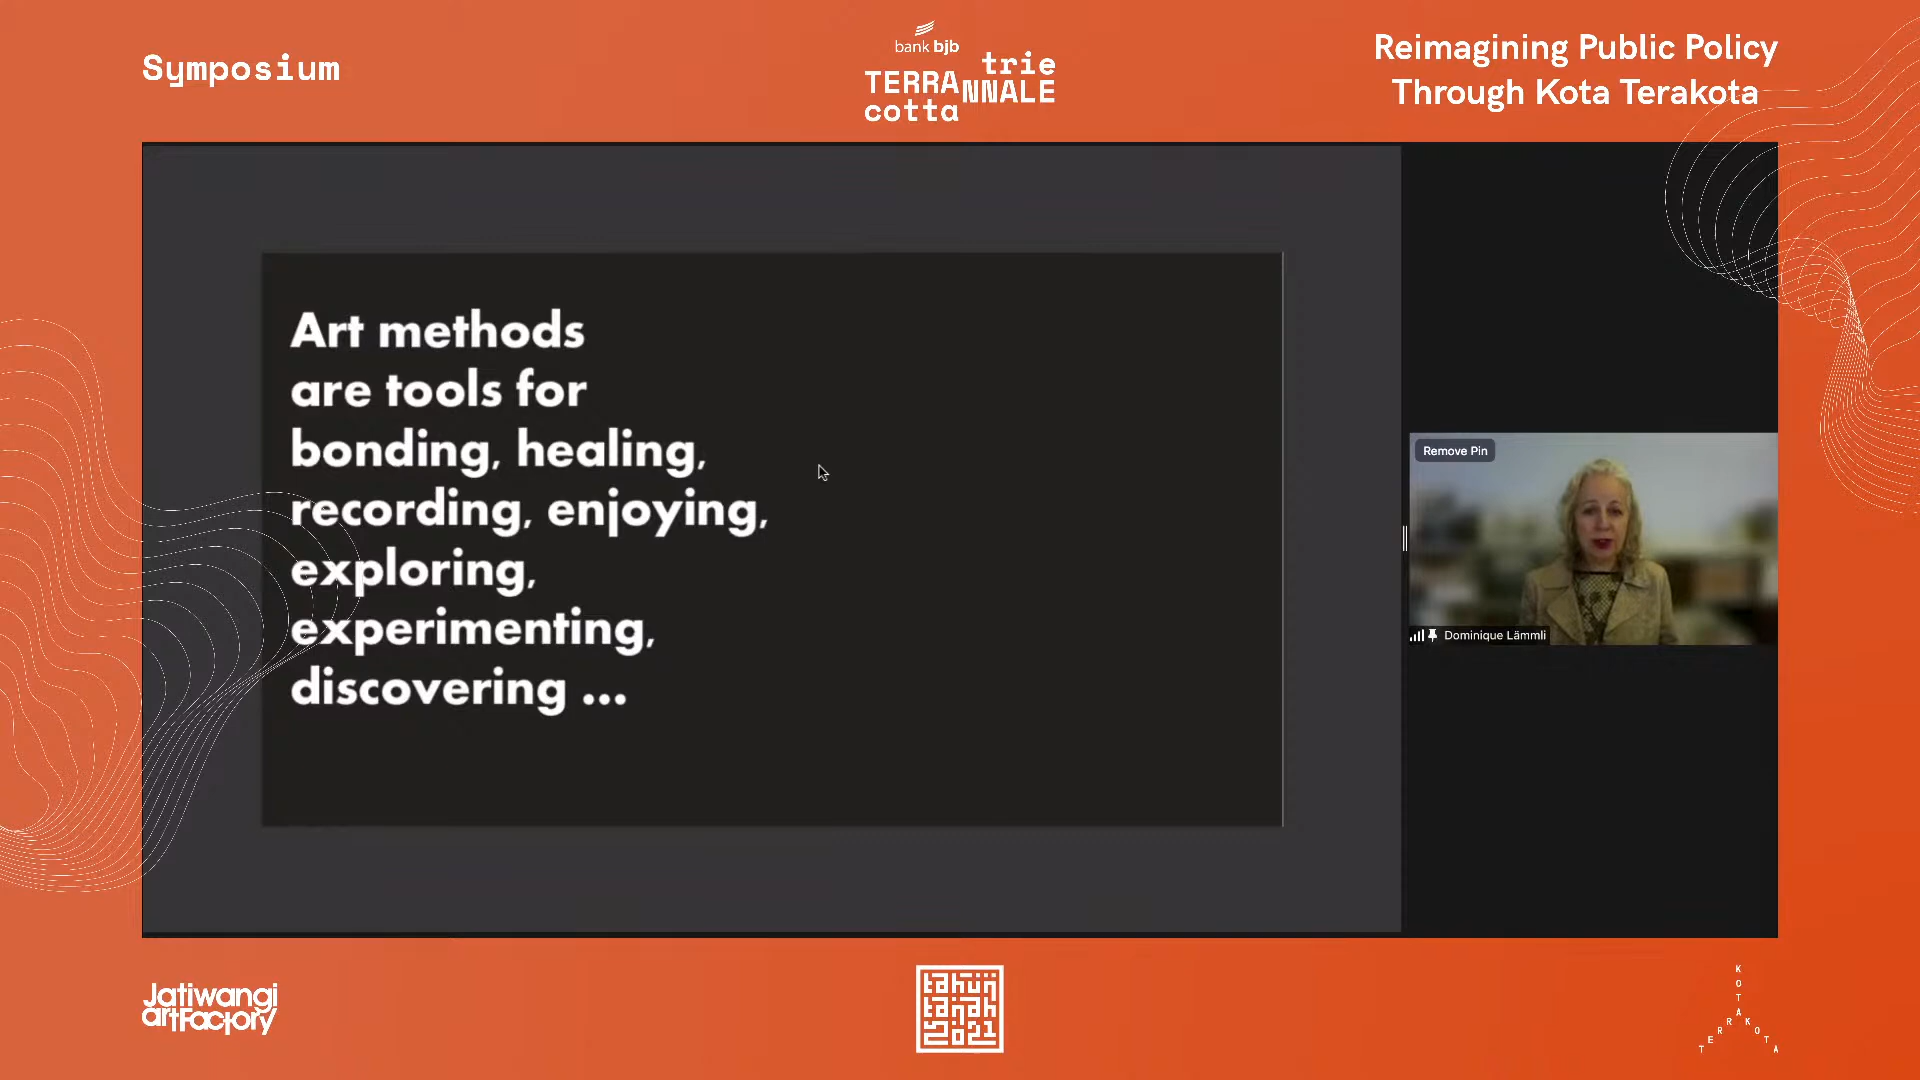 Symposium
bank bjb
TERRA
cotta
trie
NNALE
Reimagining Public Policy
Through Kota Terakota
Art methods
are tools for
bonding, healing,
recording, enjoying,
exploring,
experimenting,
discovering ...
Remove Pin
Dominique Lämmli
Jatiwangi
artFactory
tahun
tanah
2021
KOTA
TERRAKOTA